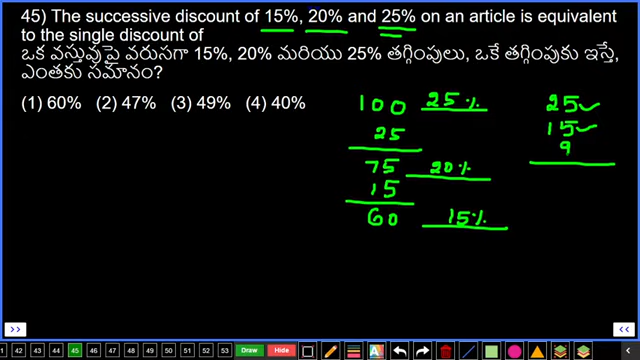 45) The successive discount of 15%, 20% and 25% on an article is equivalent
to the single discount of
ఒక వస్తువుపై వరుసగా 15%, 20% మరియు 25% తగ్గింపులు, ఒకే తగ్గింపుకు ఇస్తే,
ఎంతకు సమానం?
(1) 60% (2) 47% (3) 49% (4) 40%
100 25%
25
75 20%
15
60 15%
25
15
9
>> 1 42 43 44 45 46 47 48 49 50 51 52 53 Draw Hide >>